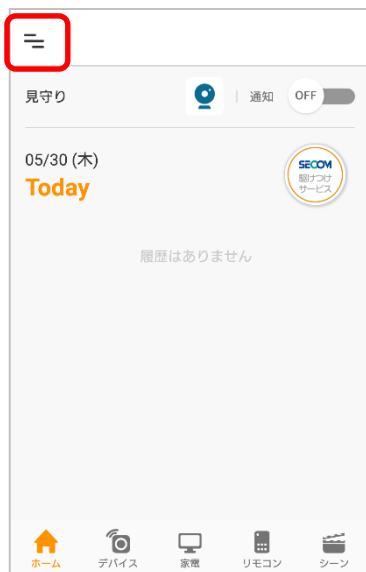 見守り
通知 OFF
05/30 (木)
Today
SECOM
駆けつけ
サービス
履歴はありません
ホーム デバイス 家電 リモコン シーン